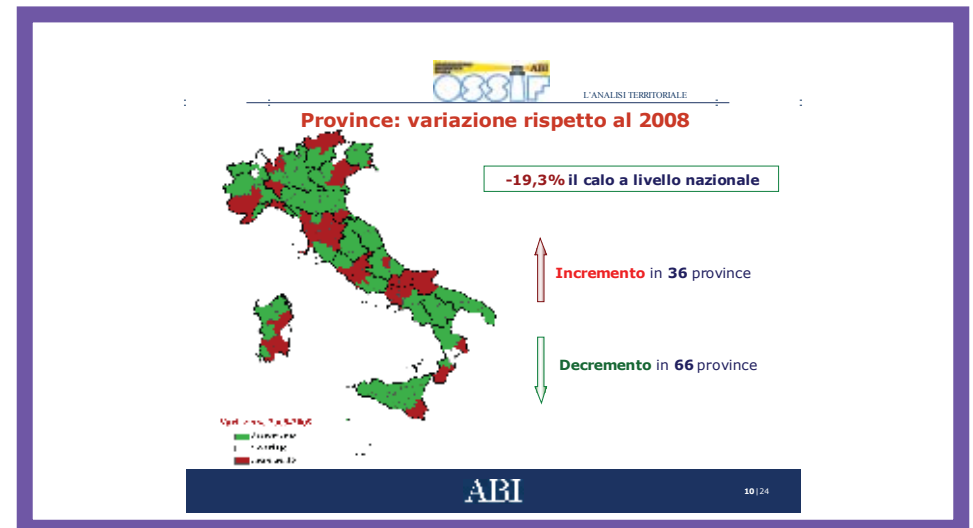 ABI
OSSIF
L'ANALISI TERRITORIALE
Province: variazione rispetto al 2008
-19,3% il calo a livello nazionale
Incremento in 36 province
Decremento in 66 province
ABI
10|24